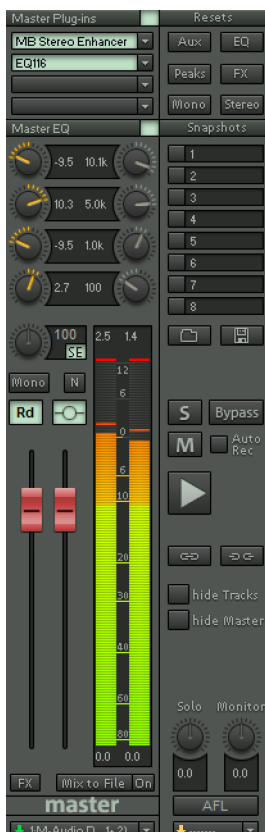 Master Plug-ins
MB Stereo Enhancer
EQ116
Master EQ
-9.5 10.1k
10.3 5.0k
-9.5 1.0k
2.7 100
100
SE
Mono N
Rd
2.5 1.4
12
6
0
6
10
20
30
40
60
80
0.0 0.0
FX Mix to File On
master
Resets
Aux EQ
Peaks FX
Mono Stereo
Snapshots
1
2
3
4
5
6
7
8
S Bypass
M Auto
Rec
hide Tracks
hide Master
Solo Monitor
0.0 0.0
AFL